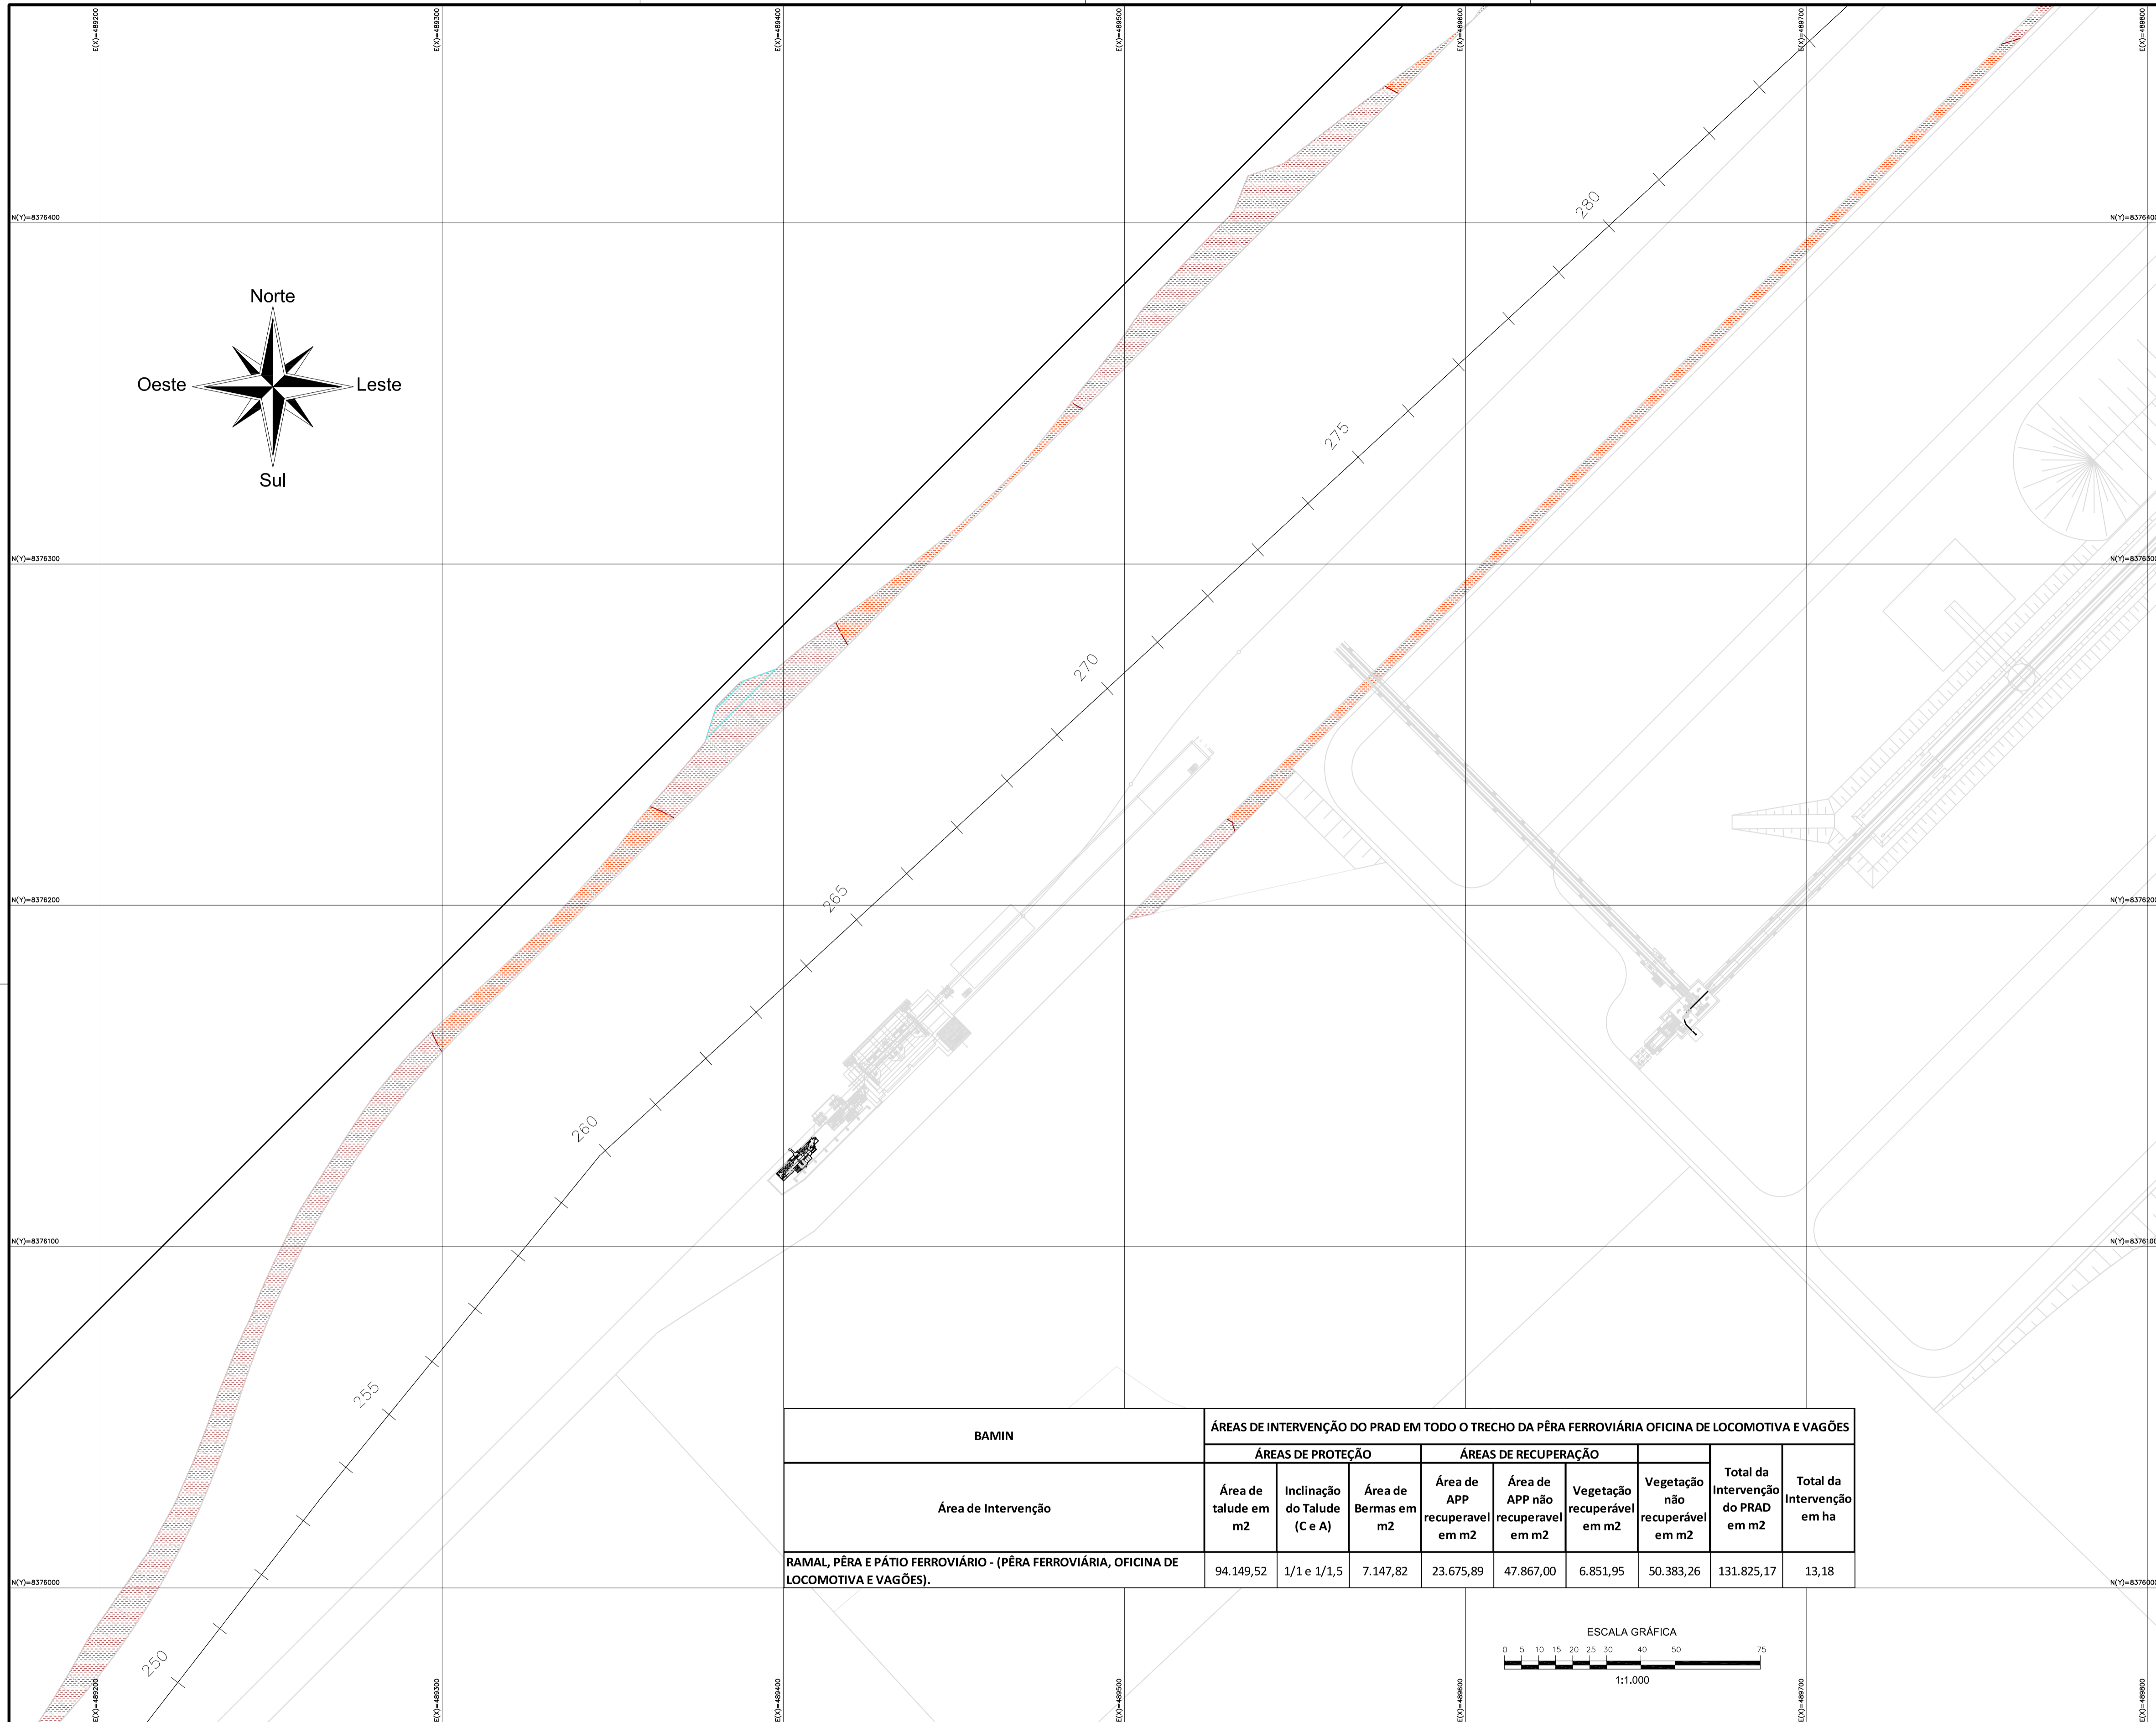 E(X)=489200
E(X)=489300
E(X)=489400
E(X)=489500
E(X)=489600
E(X)=489700
E(X)=489800
N(Y)=8376400
N(Y)=8376400
280
Norte
Oeste
Leste
Sul
275
N(Y)=8376300
N(Y)=8376300
270
265
N(Y)=8376200
N(Y)=8376200
260
N(Y)=8376100
N(Y)=8376100
255
BAMIN
ÁREAS DE INTERVENÇÃO DO PRAD EM TODO O TRECHO DA PÊRA FERROVIÁRIA OFICINA DE LOCOMOTIVA E VAGÕES
ÁREAS DE PROTEÇÃO
ÁREAS DE RECUPERAÇÃO
Área de Intervenção
Área de
talude em
m2
Inclinação
do Talude
(C e A)
Área de
Bermas em
m2
Área de
APP
recuperavel
em m2
Área de
APP não
recuperavel
em m2
Vegetação
recuperável
em m2
Vegetação
não
recuperável
em m2
Total da
Intervenção
do PRAD
em m2
Total da
Intervenção
em ha
RAMAL, PÊRA E PÁTIO FERROVIÁRIO - (PÊRA FERROVIÁRIA, OFICINA DE
LOCOMOTIVA E VAGÕES).
94.149,52
1/1 e 1/1,5
7.147,82
23.675,89
47.867,00
6.851,95
50.383,26
131.825,17
13,18
N(Y)=8376000
N(Y)=8376000
250
ESCALA GRÁFICA
0 5 10 15 20 25 30 40 50 75
1:1.000
E(X)=489200
E(X)=489300
E(X)=489400
E(X)=489500
E(X)=489600
E(X)=489700
E(X)=489800